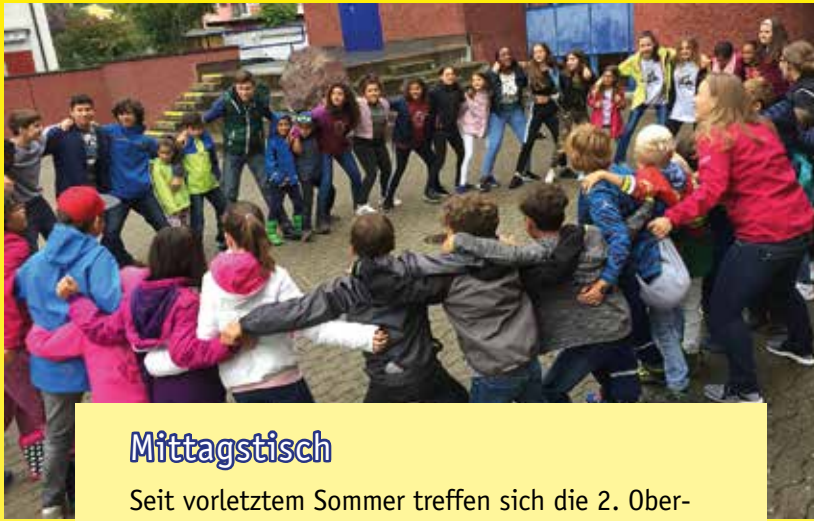 Mittagstisch
Seit vorletztem Sommer treffen sich die 2. Ober-